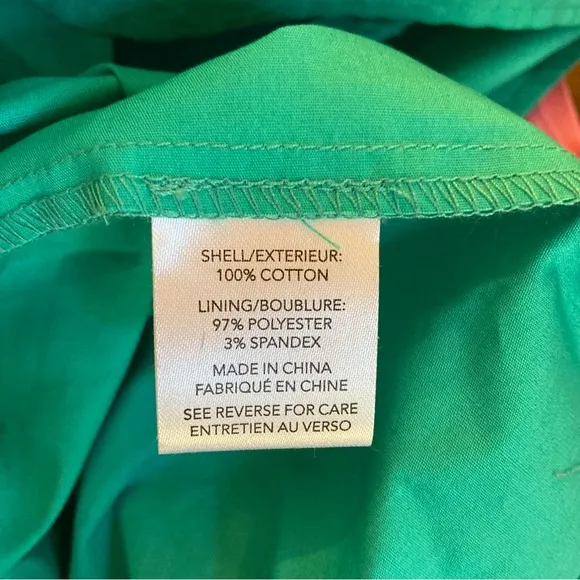 SHELL/EXTERIEUR:
100% COTTON
LINING/BOUBLURE:
97% POLYESTER
3% SPANDEX
MADE IN CHINA
FABRIQUÉ EN CHINE
SEE REVERSE FOR CARE
ENTRETIEN AU VERSO